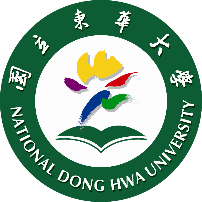 國立東華大學
NATIONAL DONG HWA UNIVERSITY